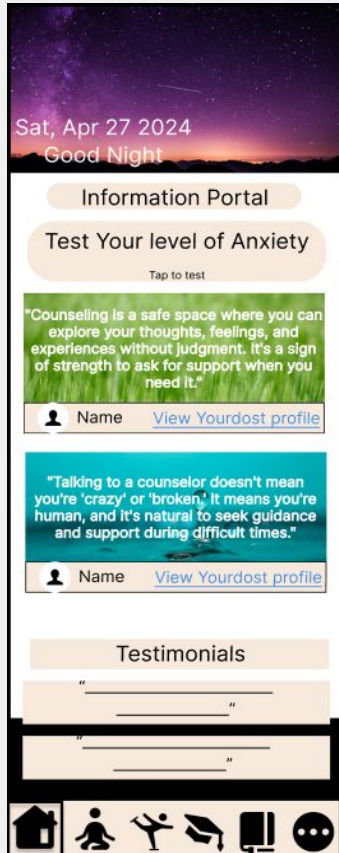 Sat, Apr 27 2024
Good Night
Information Portal
Test Your level of Anxiety
Tap to test
"Counseling is a safe space where you can
explore your thoughts, feelings, and
experiences without judgment. It's a sign
of strength to ask for support when you
need it."
Name View Yourdost profile
"Talking to a counselor doesn't mean
you're 'crazy' or 'broken.' It means you're
human, and it's natural to seek guidance
and support during difficult times."
Name View Yourdost profile
Testimonials
“
”
“
”